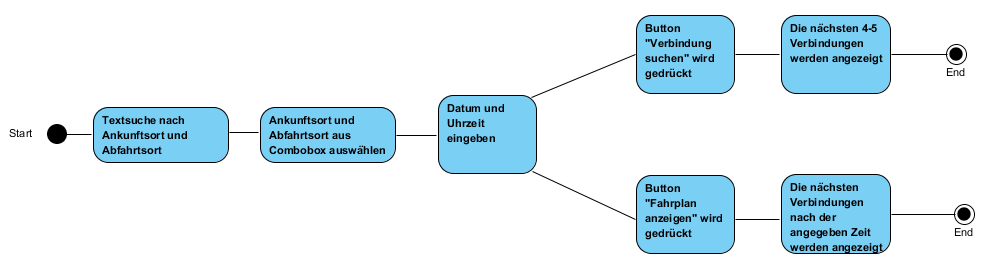 Start
Textsuche nach
Ankunftsort und
Abfahrtsort
Ankunftsort und
Abfahrtsort aus
Combobox auswählen
Datum und
Uhrzeit
eingeben
Button
"Verbindung
suchen" wird
gedrückt
Die nächsten 4-5
Verbindungen
werden angezeigt
End
Button
"Fahrplan
anzeigen" wird
gedrückt
Die nächsten
Verbindungen
nach der
angegeben Zeit
werden angezeigt
End